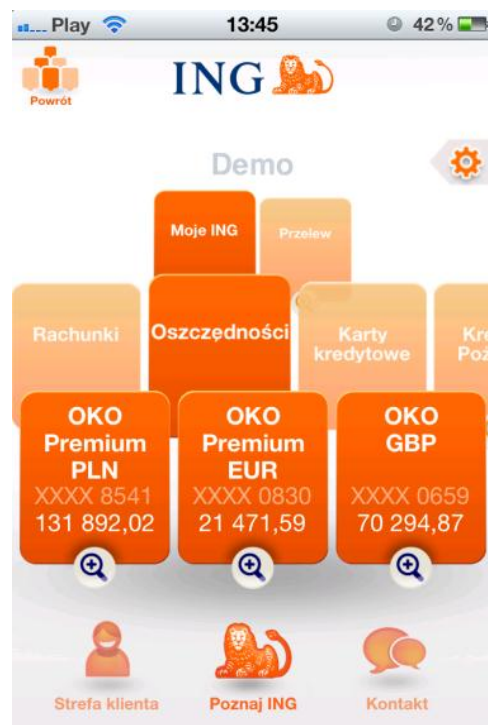 Play 13:45 42%
Powrót
ING
Demo
Moje ING
Przelew
Rachunki
Oszczędności
Karty
kredytowe
Kre
Poż
OKO
Premium
PLN
XXXX 8541
131 892,02
OKO
Premium
EUR
XXXX 0830
21 471,59
OKO
GBP
XXXX 0659
70 294,87
Strefa klienta
Poznaj ING
Kontakt